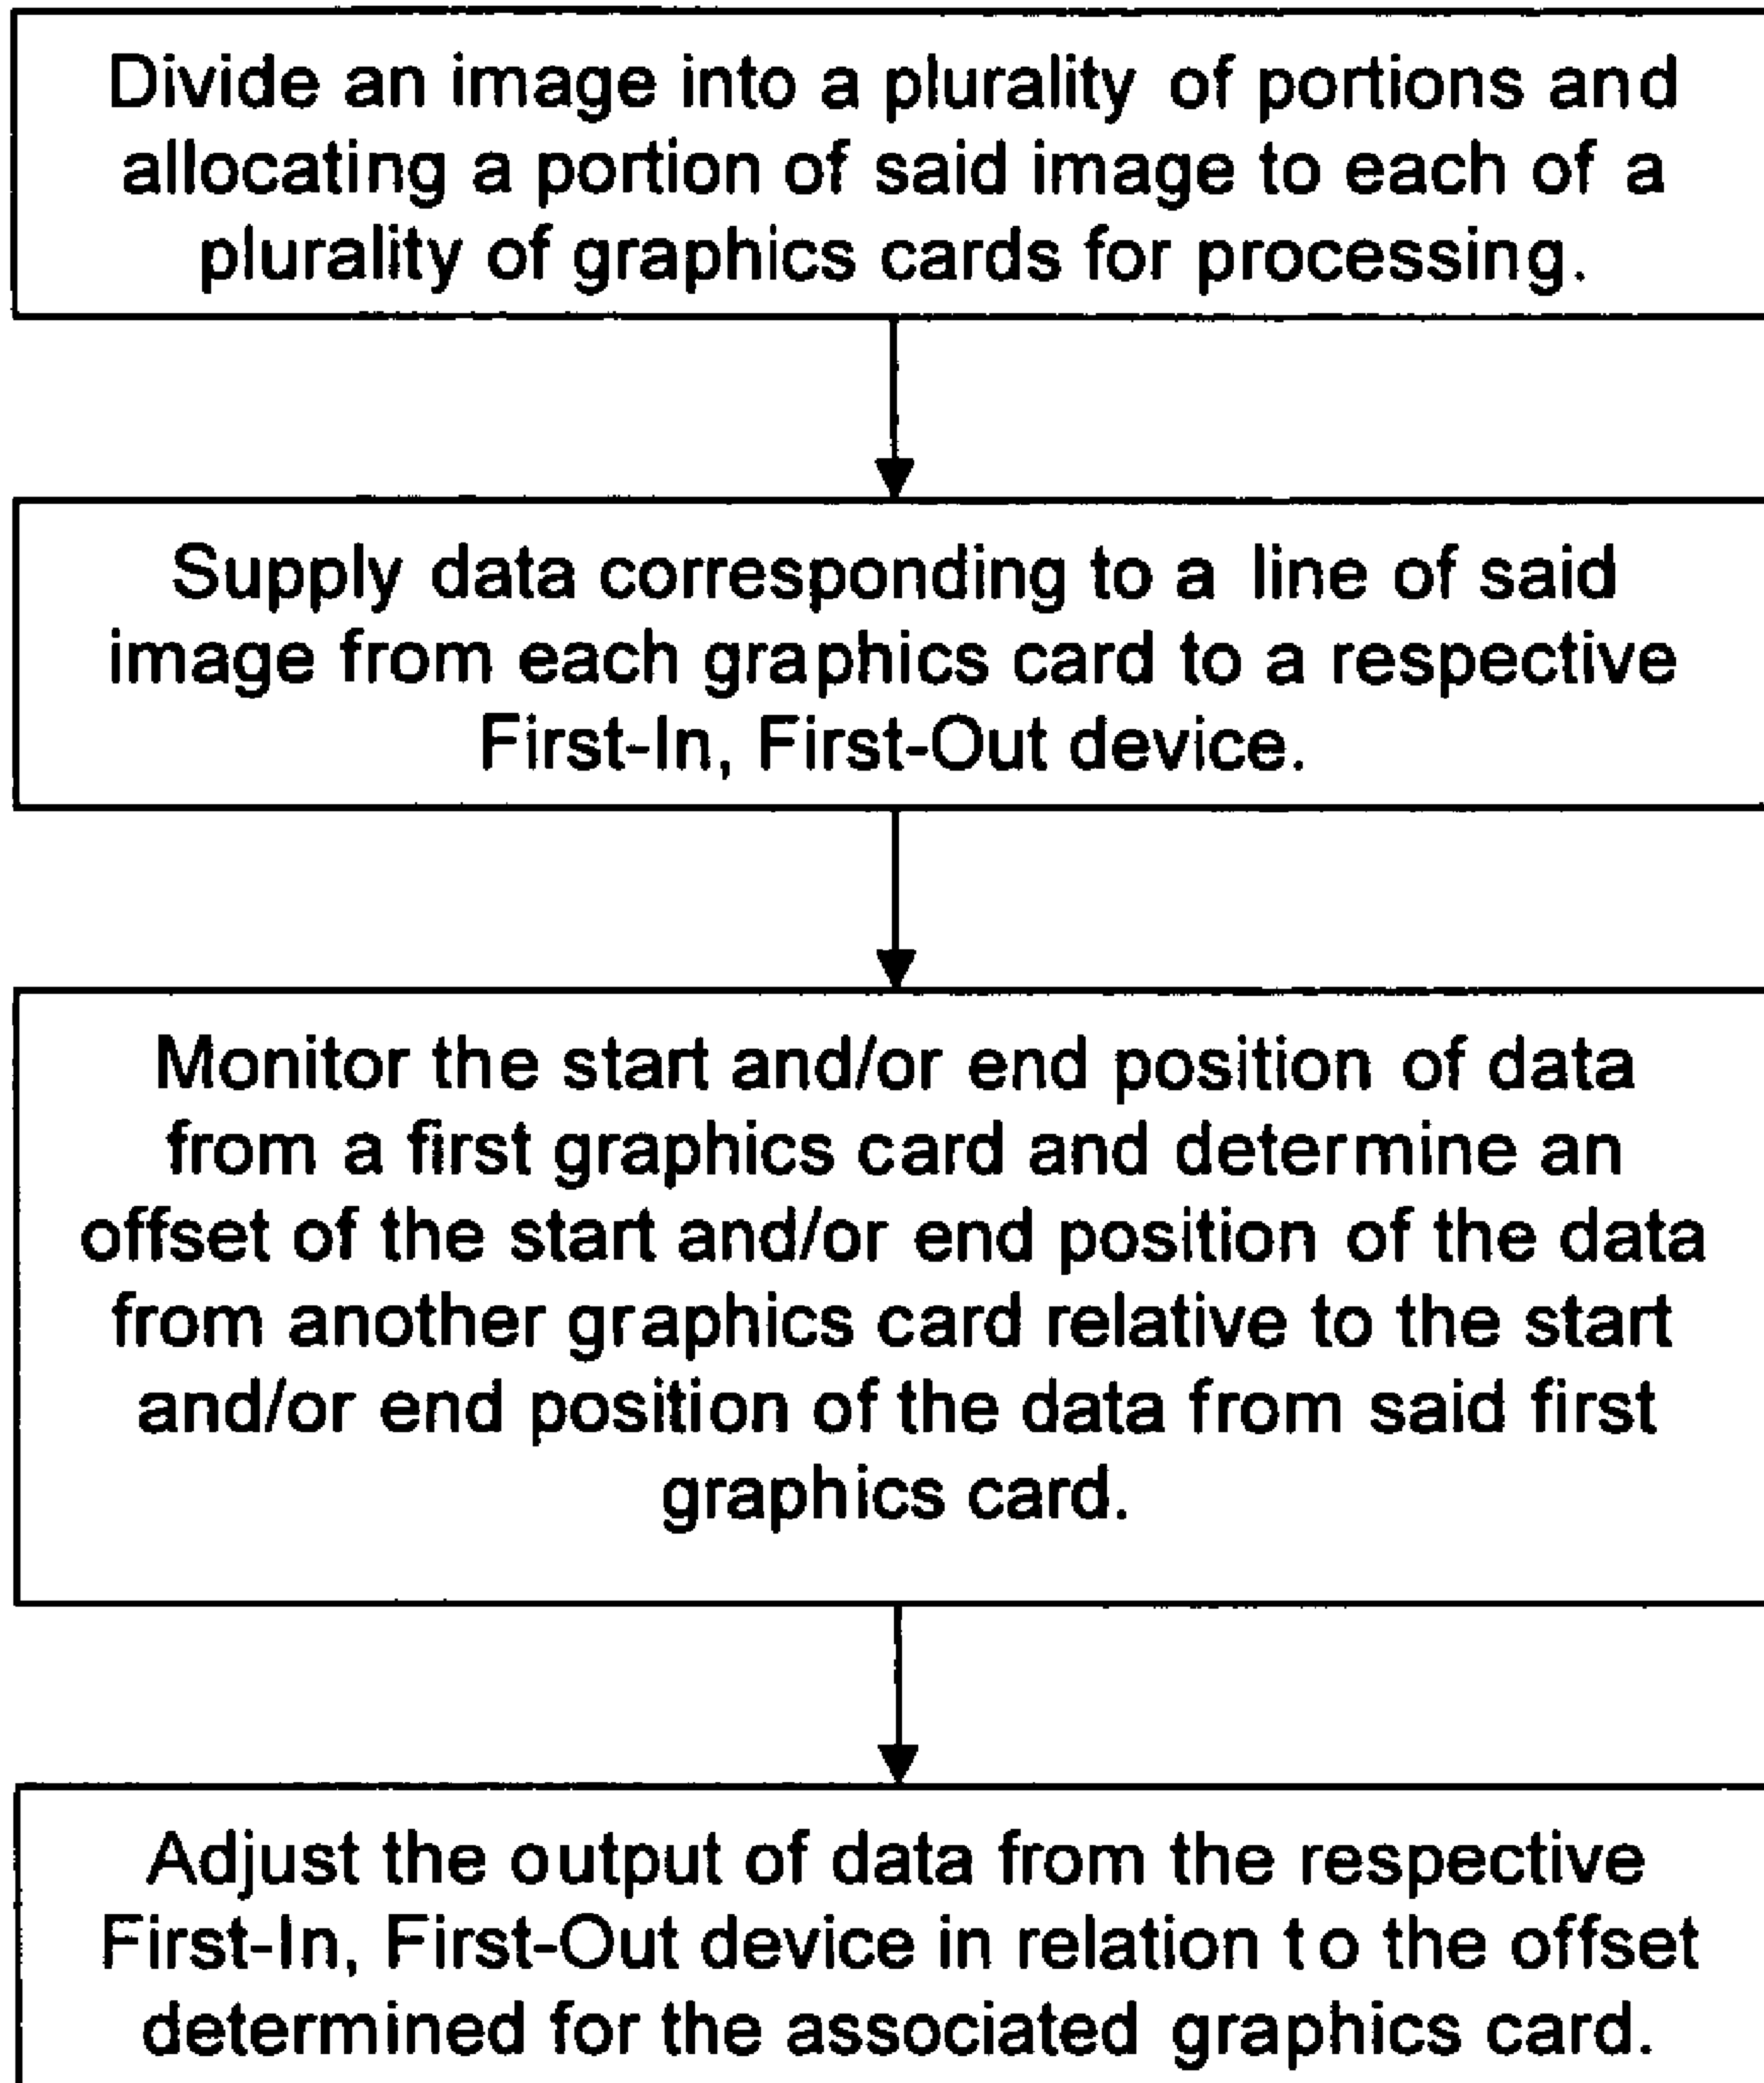 Divide an image into a plurality of portions and
allocating a portion of said image to each of a
plurality of graphics cards for processing.
Supply data corresponding to a line of said
image from each graphics card to a respective
First-In, First-Out device.
Monitor the start and/or end position of data
from a first graphics card and determine an
offset of the start and/or end position of the data
from another graphics card relative to the start
and/or end position of the data from said first
graphics card.
Adjust the output of data from the respective
First-In, First-Out device in relation to the offset
determined for the associated graphics card.